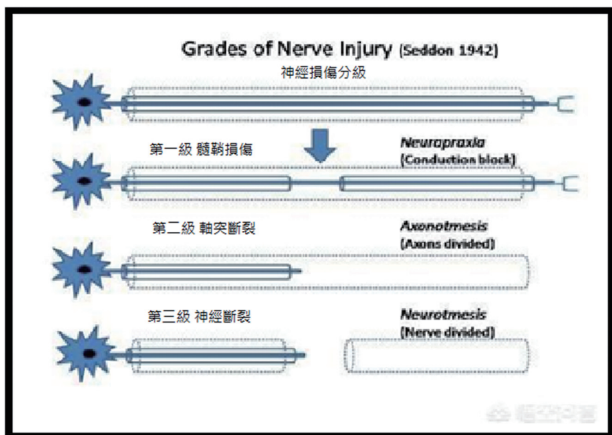 Grades of Nerve Injury (Seddon 1942)
神經損傷分級
第一級 髓鞘損傷
Neurapraxia
(Conduction block)
第二級 軸突斷裂
Axonotmesis
(Axons divided)
第三級 神經斷裂
Neurotmesis
(Nerve divided)